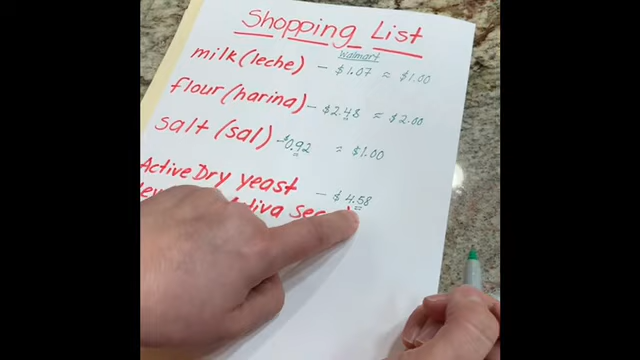 Shopping List
Walmart
milk (leche) - $1.07 = $1.00
flour (harina) - $2.48 = $2.00
salt (sal) - $0.92 = $1.00
Active Dry yeast - $4.58